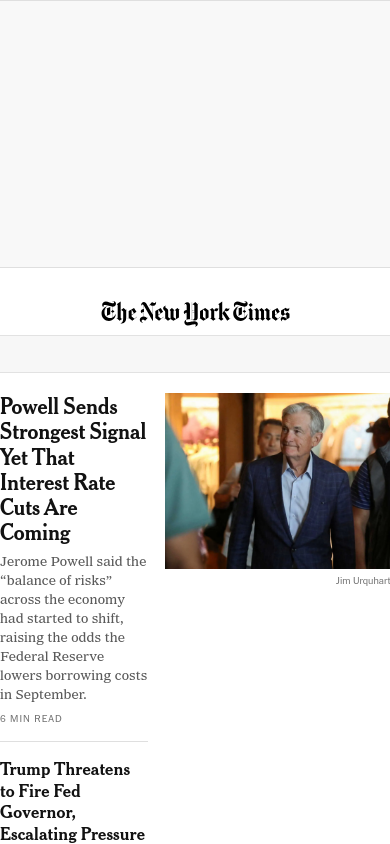 The New York Times
Powell Sends
Strongest Signal
Yet That
Interest Rate
Cuts Are
Coming
Jerome Powell said the
“balance of risks”
across the economy
had started to shift,
raising the odds the
Federal Reserve
lowers borrowing costs
in September.
6 MIN READ
Jim Urquhart
Trump Threatens
to Fire Fed
Governor,
Escalating Pressure